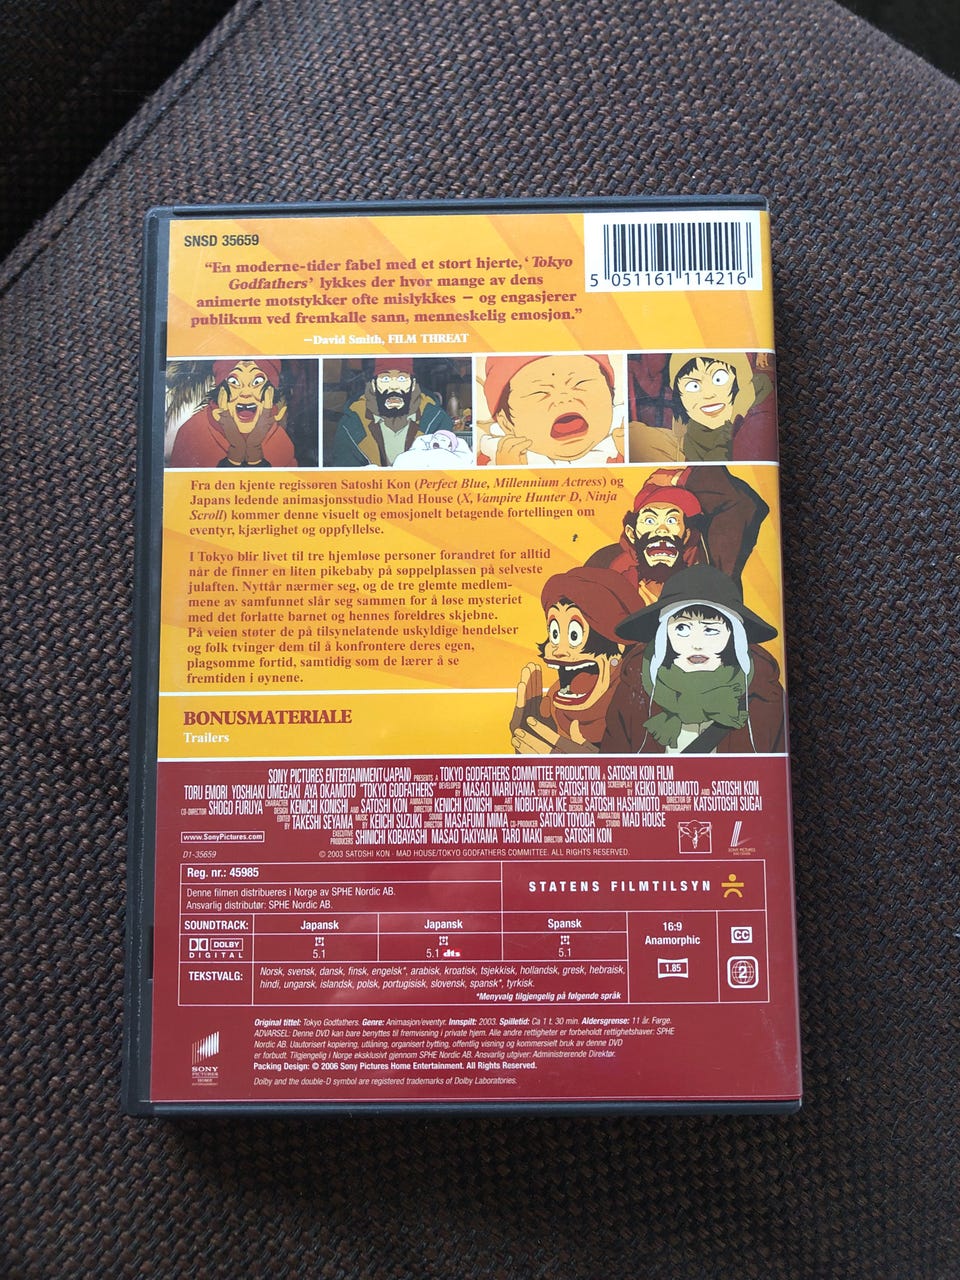 SNSD 35659
5 051161 114216
“En moderne-tider fabel med et stort hjerte,‘ Tokyo
Godfathers’ lykkes der hvor mange av dens
animerte motstykker ofte mislykkes – og engasjerer
publikum ved fremkalle sann, menneskelig emosjon.”
–David Smith, FILM THREAT
Fra den kjente regissøren Satoshi Kon (Perfect Blue, Millennium Actress) og
Japans ledende animasjonsstudio Mad House (X, Vampire Hunter D, Ninja
Scroll) kommer denne visuelt og emosjonelt betagende fortellingen om
eventyr, kjærlighet og oppfyllelse.
I Tokyo blir livet til tre hjemløse personer forandret for alltid
når de finner en liten pikebaby på søppelplassen på selveste
julaften. Nyttår nærmer seg, og de tre glemte medlem-
mene av samfunnet slår seg sammen for å løse mysteriet
med det forlatte barnet og hennes foreldres skjebne.
På veien støter de på tilsynelatende uskyldige hendelser
og folk tvinger dem til å konfrontere deres egen,
plagsomme fortid, samtidig som de lærer å se
fremtiden i øynene.
BONUSMATERIALE
Trailers
SONY PICTURES ENTERTAINMENT (JAPAN) PRESENTS A TOKYO GODFATHERS COMMITTEE PRODUCTION A SATOSHI KON FILM
TORU EMORI YOSHIAKI UMEGAKI AYA OKAMOTO "TOKYO GODFATHERS" DEVELOPED BY MASAO MARUYAMA ORIGINAL STORY BY SATOSHI KON SCREENPLAY BY KEIKO NOBUMOTO AND SATOSHI KON
CO-DIRECTOR SHOGO FURUYA CHARACTER DESIGN KENICHI KONISHI AND SATOSHI KON ANIMATION DIRECTOR KENICHI KONISHI ART DIRECTOR NOBUTAKA IKE COLOR DESIGN SATOSHI HASHIMOTO DIRECTOR OF PHOTOGRAPHY KATSUTOSHI SUGAI
EDITED BY TAKESHI SEYAMA MUSIC BY KEIICHI SUZUKI SOUND DIRECTOR MASAFUMI MIMA CO-PRODUCER SATOKI TOYODA ANIMATION STUDIO MAD HOUSE
EXECUTIVE PRODUCERS SHINICHI KOBAYASHI MASAO TAKIYAMA TARO MAKI DIRECTOR SATOSHI KON
www.SonyPictures.com
D1-35659
© 2003 SATOSHI KON · MAD HOUSE/TOKYO GODFATHERS COMMITTEE. ALL RIGHTS RESERVED.
Reg. nr.: 45985
Denne filmen distribueres i Norge av SPHE Nordic AB.
Ansvarlig distributør: SPHE Nordic AB.
STATENS FILMTILSYN
SOUNDTRACK:
DOLBY
DIGITAL
Japansk
5.1
Japansk
5.1 dts
Spansk
5.1
16:9
Anamorphic
1.85
CC
2
TEKSTVALG:
Norsk, svensk, dansk, finsk, engelsk*, arabisk, kroatisk, tsjekkisk, hollandsk, gresk, hebraisk,
hindi, ungarsk, islandsk, polsk, portugisisk, slovensk, spansk*, tyrkisk.
*Menyvalg tilgjengelig på følgende språk
SONY
PICTURES
HOME
ENTERTAINMENT
Original tittel: Tokyo Godfathers. Genre: Animasjon/eventyr. Innspilt: 2003. Spilletid: Ca 1 t. 30 min. Aldersgrense: 11 år. Farge.
ADVARSEL: Denne DVD kan bare benyttes til fremvisning i private hjem. Alle andre rettigheter er forbeholdt rettighetshaver: SPHE
Nordic AB. Uautorisert kopiering, utlåning, organisert bytting, offentlig visning og kommersielt bruk av denne DVD
er forbudt. Tilgjengelig i Norge eksklusivt gjennom SPHE Nordic AB. Ansvarlig utgiver: Administrerende Direktør.
Packing Design: © 2006 Sony Pictures Home Entertainment. All Rights Reserved.
Dolby and the double-D symbol are registered trademarks of Dolby Laboratories.